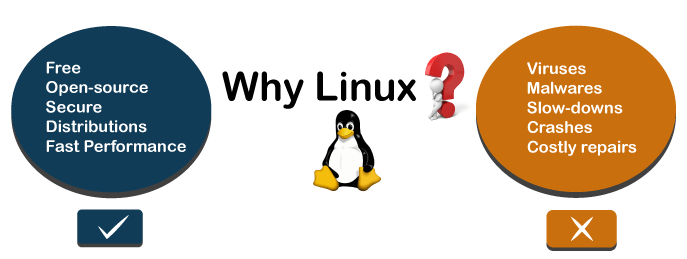 Free
Open-source
Secure
Distributions
Fast Performance
Why Linux?
Viruses
Malwares
Slow-downs
Crashes
Costly repairs